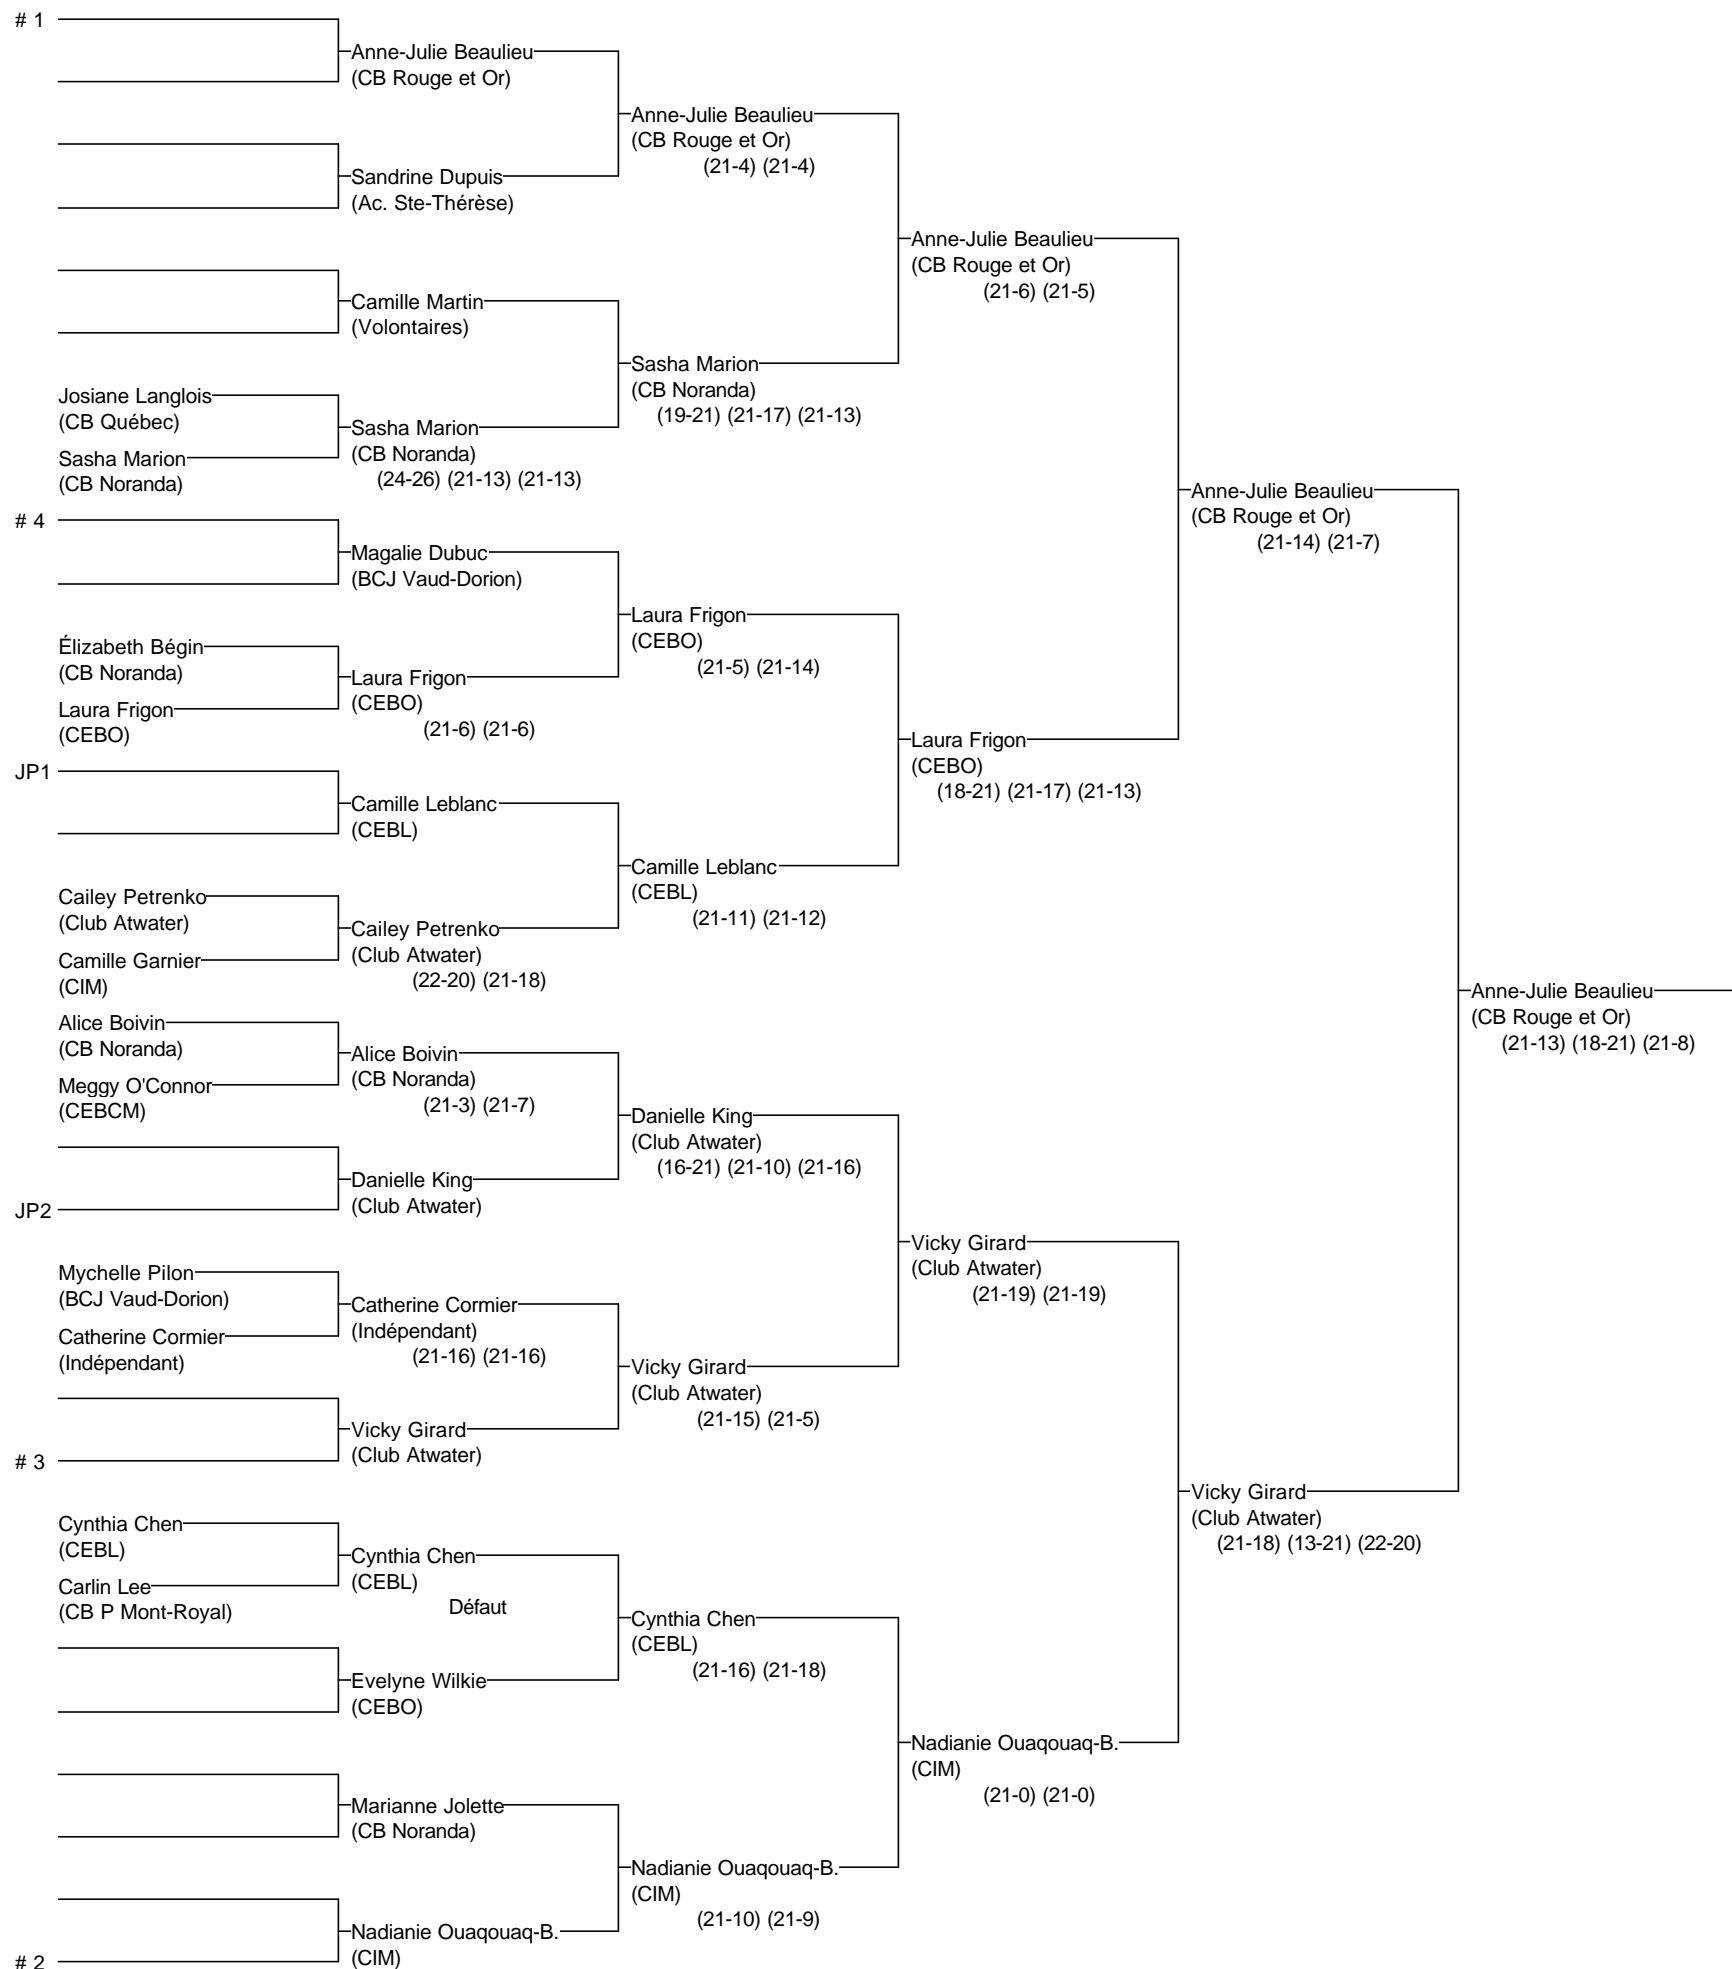 # 1
Anne-Julie Beaulieu
(CB Rouge et Or)
Anne-Julie Beaulieu
(CB Rouge et Or)
(21-4) (21-4)
Sandrine Dupuis
(Ac. Ste-Thérèse)
Anne-Julie Beaulieu
(CB Rouge et Or)
(21-6) (21-5)
Camille Martin
(Volontaires)
Sasha Marion
(CB Noranda)
(19-21) (21-17) (21-13)
Josiane Langlois
(CB Québec)
Sasha Marion
(CB Noranda)
Sasha Marion
(CB Noranda)
(24-26) (21-13) (21-13)
Anne-Julie Beaulieu
(CB Rouge et Or)
(21-14) (21-7)
# 4
Magalie Dubuc
(BCJ Vaud-Dorion)
Laura Frigon
(CEBO)
(21-5) (21-14)
Élizabeth Bégin
(CB Noranda)
Laura Frigon
(CEBO)
Laura Frigon
(CEBO)
(21-6) (21-6)
Laura Frigon
(CEBO)
(18-21) (21-17) (21-13)
JP1
Camille Leblanc
(CEBL)
Camille Leblanc
(CEBL)
(21-11) (21-12)
Cailey Petrenko
(Club Atwater)
Camille Garnier
(CIM)
Cailey Petrenko
(Club Atwater)
(22-20) (21-18)
Anne-Julie Beaulieu
(CB Rouge et Or)
(21-13) (18-21) (21-8)
Alice Boivin
(CB Noranda)
Meggy O'Connor
(CEBCM)
Alice Boivin
(CB Noranda)
(21-3) (21-7)
Danielle King
(Club Atwater)
(16-21) (21-10) (21-16)
Danielle King
(Club Atwater)
JP2
Vicky Girard
(Club Atwater)
(21-19) (21-19)
Mychelle Pilon
(BCJ Vaud-Dorion)
Catherine Cormier
(Indépendant)
Catherine Cormier
(Indépendant)
(21-16) (21-16)
Vicky Girard
(Club Atwater)
(21-15) (21-5)
Vicky Girard
(Club Atwater)
# 3
Vicky Girard
(Club Atwater)
(21-18) (13-21) (22-20)
Cynthia Chen
(CEBL)
Carlin Lee
(CB P Mont-Royal)
Cynthia Chen
(CEBL)
Défaut
Cynthia Chen
(CEBL)
(21-16) (21-18)
Evelyne Wilkie
(CEBO)
Nadianie Ouaqouaq-B.
(CIM)
(21-0) (21-0)
Marianne Jolette
(CB Noranda)
Nadianie Ouaqouaq-B.
(CIM)
(21-10) (21-9)
Nadianie Ouaqouaq-B.
(CIM)
# 2